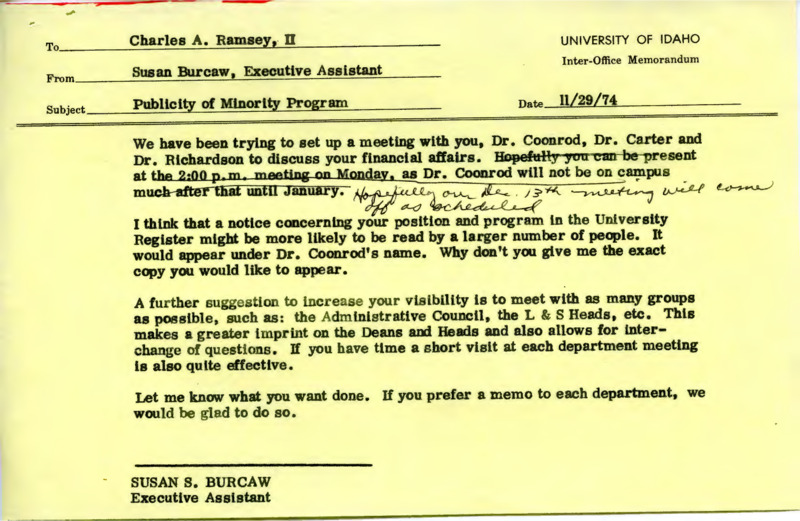 To Charles A. Ramsey, II
UNIVERSITY OF IDAHO
Inter-Office Memorandum
From Susan Burcaw, Executive Assistant
Subject Publicity of Minority Program
Date 11/29/74
We have been trying to set up a meeting with you, Dr. Coonrod, Dr. Carter and
Dr. Richardson to discuss your financial affairs. Hopefully you can be present
at the 2:00 p.m. meeting on Monday, as Dr. Coonrod will not be on campus
much after that until January. Hopefully our Dec. 13th meeting will come
off as scheduled
I think that a notice concerning your position and program in the University
Register might be more likely to be read by a larger number of people. It
would appear under Dr. Coonrod's name. Why don't you give me the exact
copy you would like to appear.
A further suggestion to increase your visibility is to meet with as many groups
as possible, such as: the Administrative Council, the L & S Heads, etc. This
makes a greater imprint on the Deans and Heads and also allows for inter-
change of questions. If you have time a short visit at each department meeting
is also quite effective.
Let me know what you want done. If you prefer a memo to each department, we
would be glad to do so.
SUSAN S. BURCAW
Executive Assistant